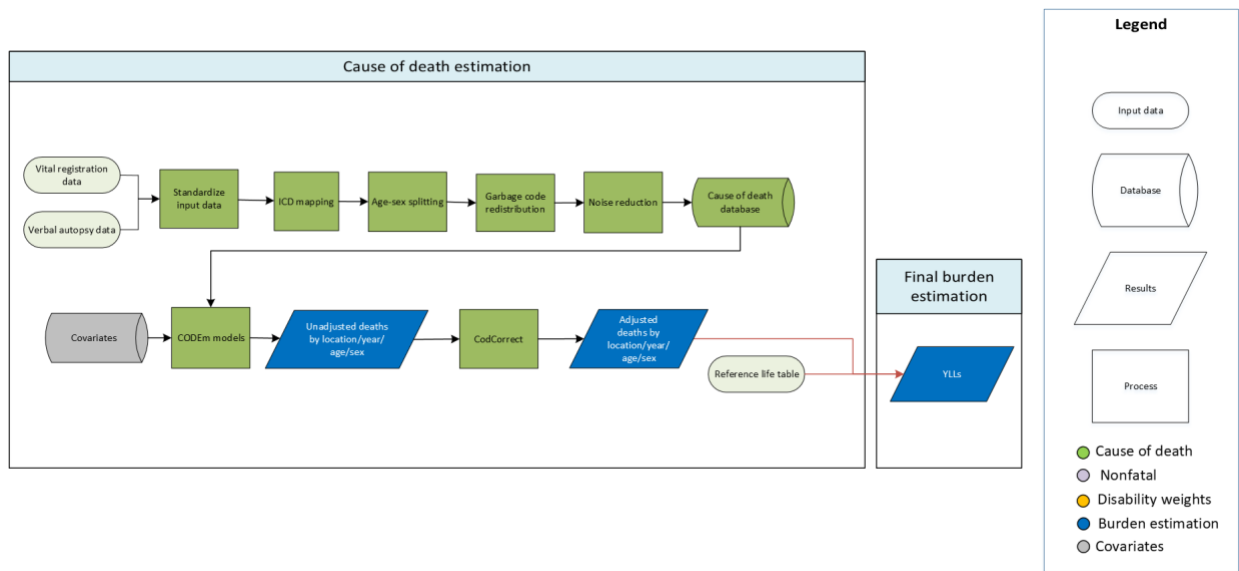 Cause of death estimation
Vital registration
data
Verbal autopsy data
Standardize
input data
ICD mapping
Age-sex splitting
Garbage code
redistribution
Noise reduction
Cause of death
database
Covariates
CODEm models
Unadjusted deaths
by location/year/
age/sex
CodCorrect
Adjusted
deaths by
location/year/
age/sex
Reference life table
Final burden
estimation
YLLs
Legend
Input data
Database
Results
Process
Cause of death
Nonfatal
Disability weights
Burden estimation
Covariates